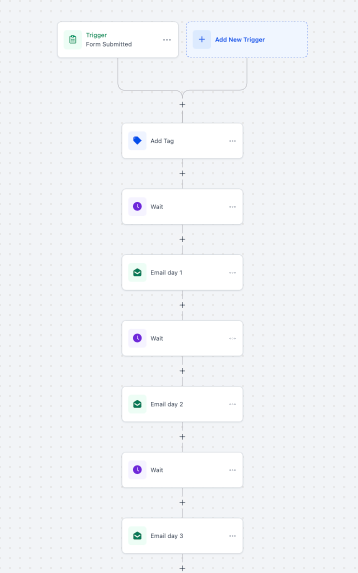 Trigger
Form Submitted
Add New Trigger
Add Tag
Wait
Email day 1
Wait
Email day 2
Wait
Email day 3